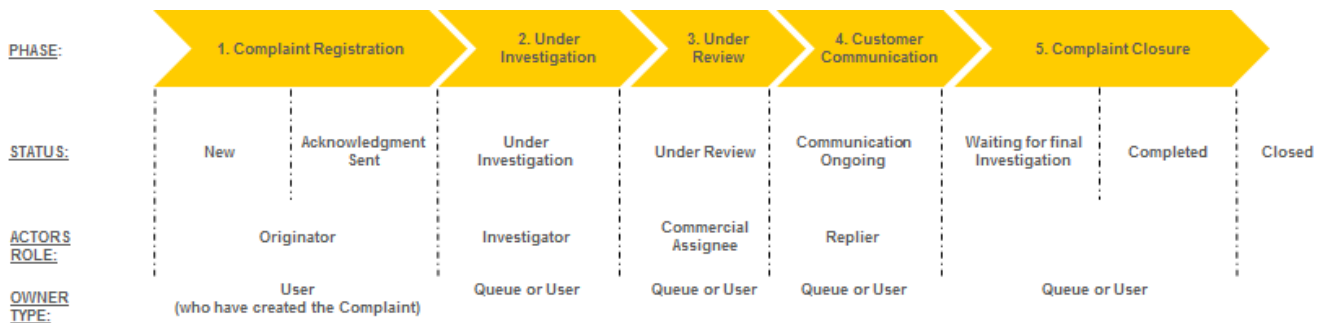 PHASE:
1. Complaint Registration
2. Under
Investigation
3. Under
Review
4. Customer
Communication
5. Complaint Closure
STATUS:
New
Acknowledgment
Sent
Under
Investigation
Under Review
Communication
Ongoing
Waiting for final
Investigation
Completed
Closed
ACTORS
ROLE:
Originator
Investigator
Commercial
Assignee
Replier
OWNER
TYPE:
User
(who have created the Complaint)
Queue or User
Queue or User
Queue or User
Queue or User